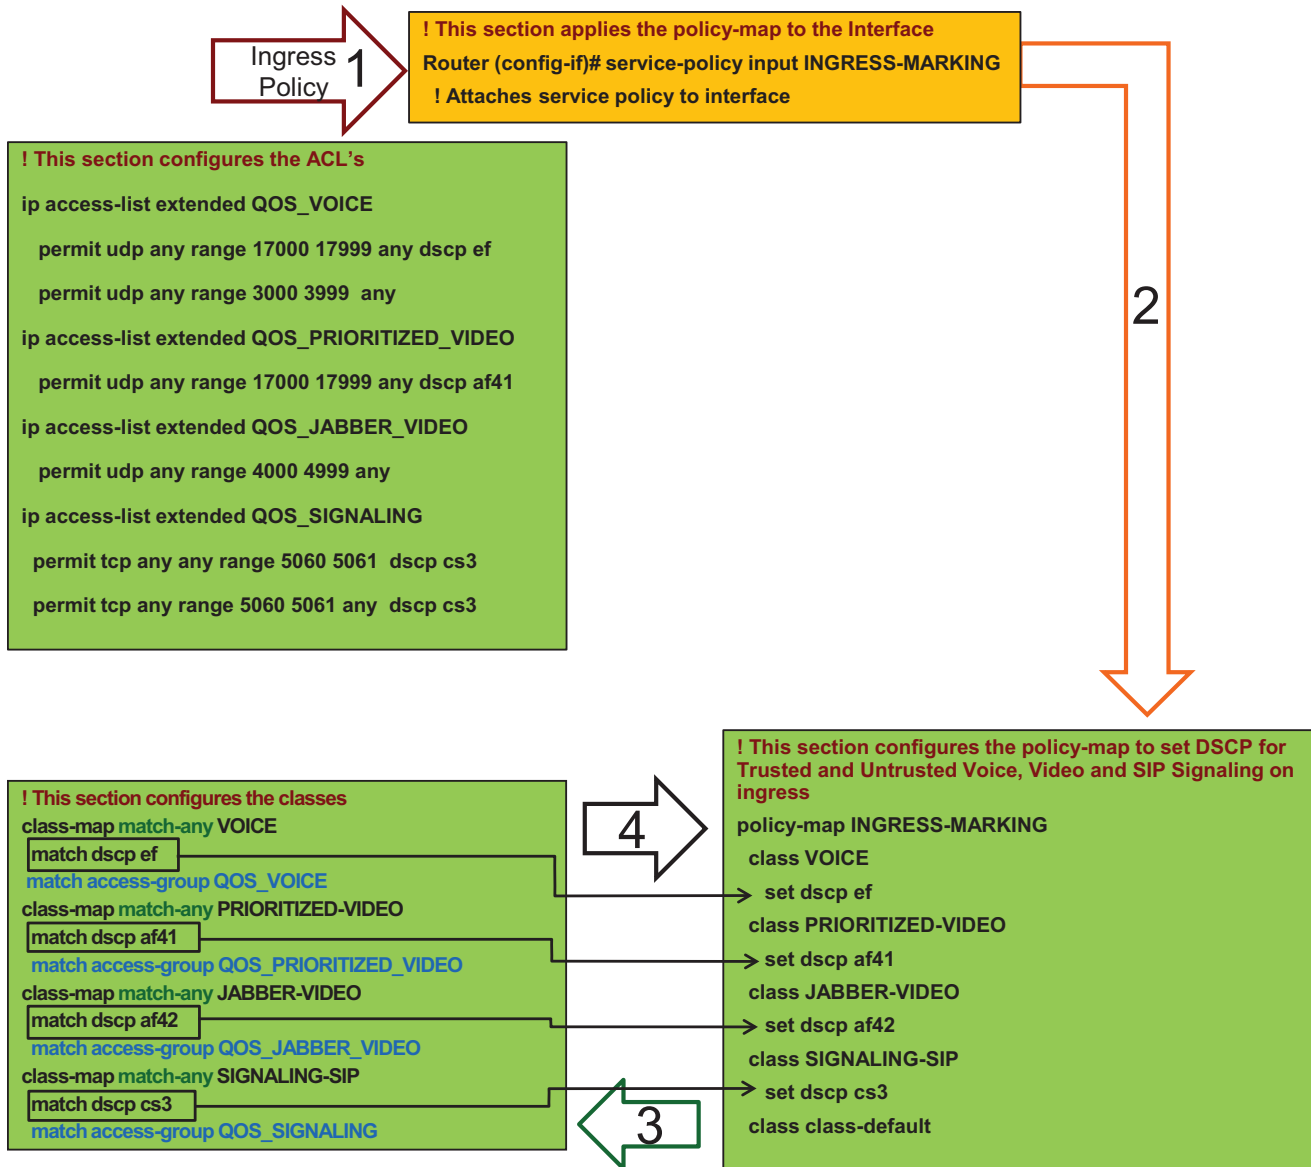 Ingress
Policy
1
! This section applies the policy-map to the Interface
Router (config-if)# service-policy input INGRESS-MARKING
! Attaches service policy to interface
2
! This section configures the ACL's
ip access-list extended QOS_VOICE
permit udp any range 17000 17999 any dscp ef
permit udp any range 3000 3999 any
ip access-list extended QOS_PRIORITIZED_VIDEO
permit udp any range 17000 17999 any dscp af41
ip access-list extended QOS_JABBER_VIDEO
permit udp any range 4000 4999 any
ip access-list extended QOS_SIGNALING
permit tcp any any range 5060 5061 dscp cs3
permit tcp any range 5060 5061 any dscp cs3
! This section configures the classes
class-map match-any VOICE
match dscp ef
match access-group QOS_VOICE
class-map match-any PRIORITIZED-VIDEO
match dscp af41
match access-group QOS_PRIORITIZED_VIDEO
class-map match-any JABBER-VIDEO
match dscp af42
match access-group QOS_JABBER_VIDEO
class-map match-any SIGNALING-SIP
match dscp cs3
match access-group QOS_SIGNALING
4
3
! This section configures the policy-map to set DSCP for
Trusted and Untrusted Voice, Video and SIP Signaling on
ingress
policy-map INGRESS-MARKING
class VOICE
set dscp ef
class PRIORITIZED-VIDEO
set dscp af41
class JABBER-VIDEO
set dscp af42
class SIGNALING-SIP
set dscp cs3
class class-default